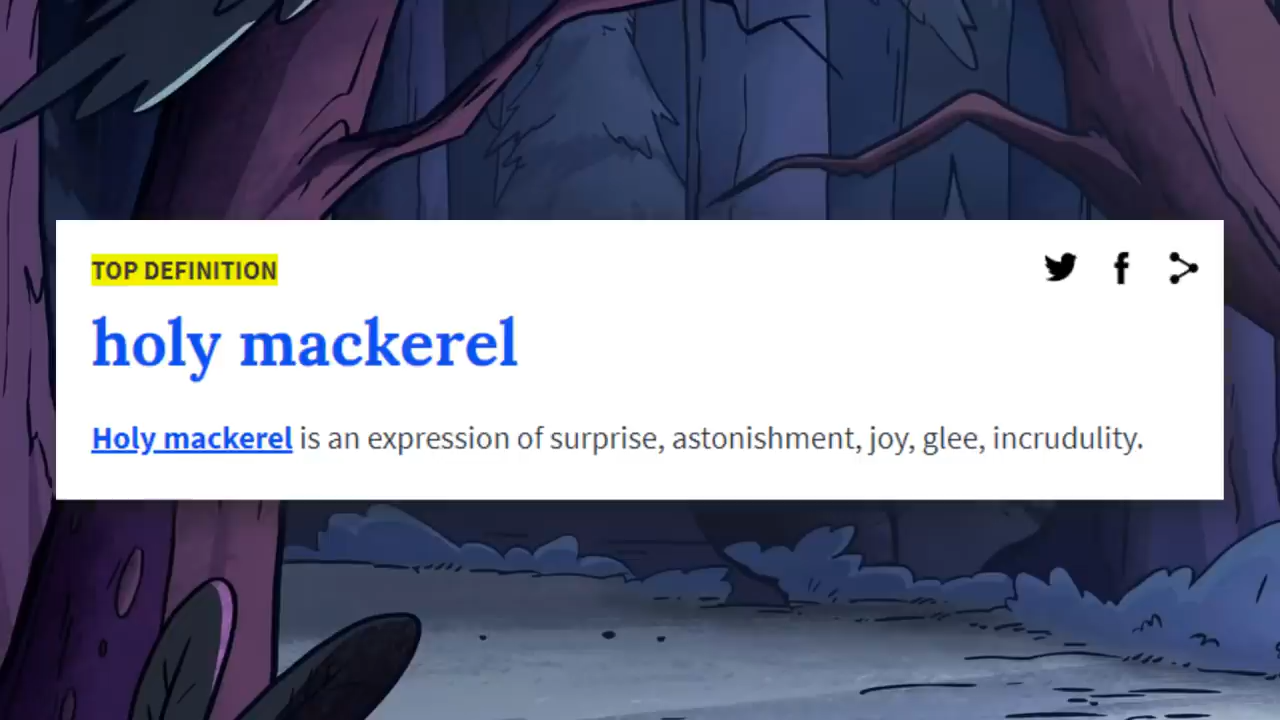 TOP DEFINITION
holy mackerel
Holy mackerel is an expression of surprise, astonishment, joy, glee, incrudulity.